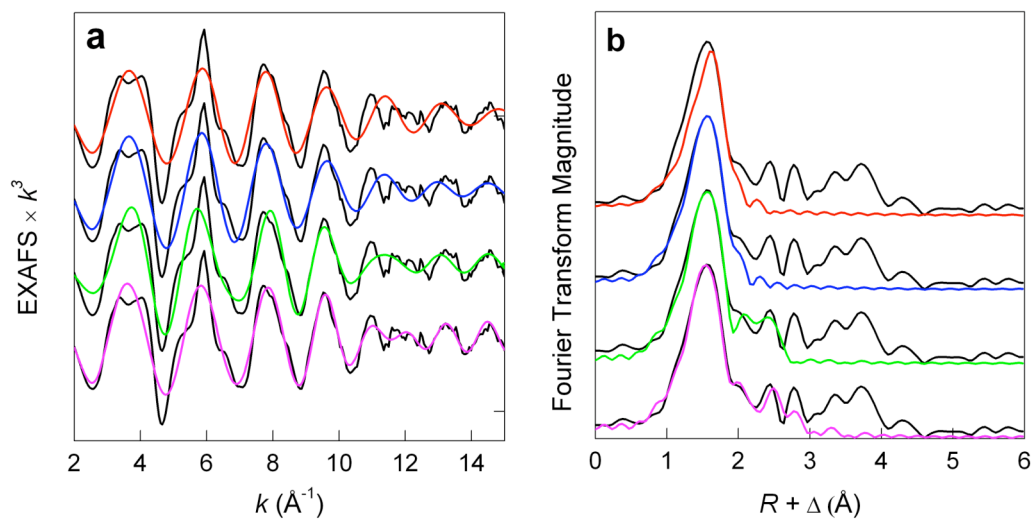 a
EXAFS × k³
2 4 6 8 10 12 14
k (Å⁻¹)
b
Fourier Transform Magnitude
0 1 2 3 4 5 6
R + Δ (Å)